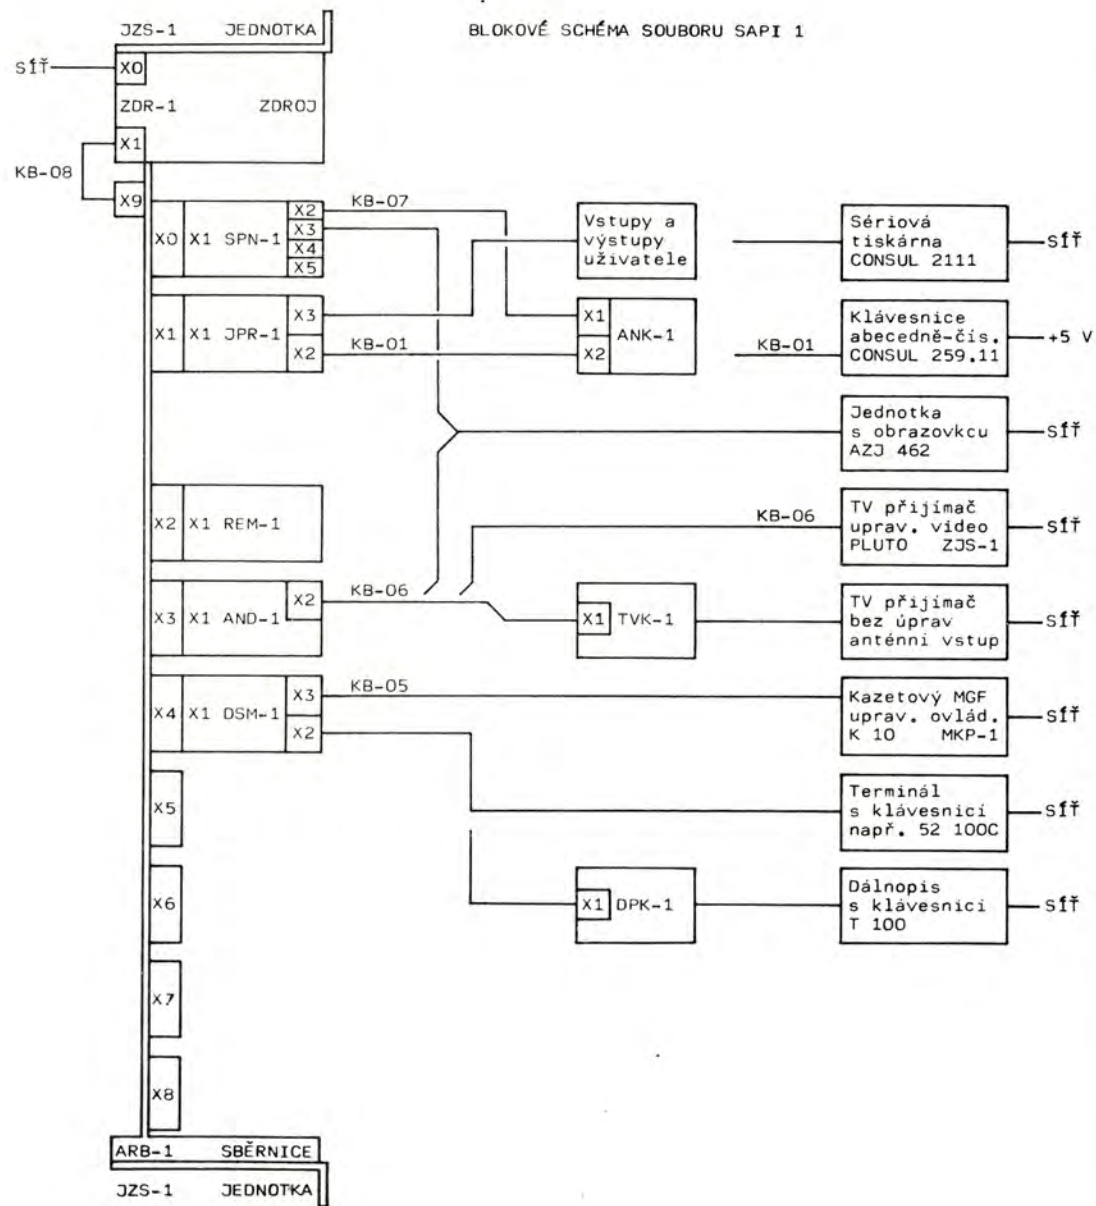 JZS-1 JEDNOTKA
BLOKOVÉ SCHÉMA SOUBORU SAPI 1
SÍŤ
X0
ZDR-1 ZDROJ
X1
KB-08
X9
X0 X1 SPN-1
X2
X3
X4
X5
KB-07
Vstupy a
výstupy
uživatele
Sériová
tiskárna
CONSUL 2111
SÍŤ
X1 X1 JPR-1
X3
X2
KB-01
X1
X2
ANK-1
KB-01
Klávesnice
abecedně-čís.
CONSUL 259.11
+5 V
Jednotka
s obrazovkcu
AZJ 462
SÍŤ
X2 X1 REM-1
KB-06
TV přijímač
uprav. video
PLUTO ZJS-1
SÍŤ
X3 X1 AND-1
X2
KB-06
X1 TVK-1
TV přijímač
bez úprav
anténni vstup
SÍŤ
X4 X1 DSM-1
X3
X2
KB-05
Kazetový MGF
uprav. ovlád.
K 10 MKP-1
SÍŤ
X5
Terminál
s klávesnicí
např. 52 100C
SÍŤ
X6
X1 DPK-1
Dálnopis
s klávesnicí
T 100
SÍŤ
X7
X8
ARB-1 SBĚRNICE
JZS-1 JEDNOTKA